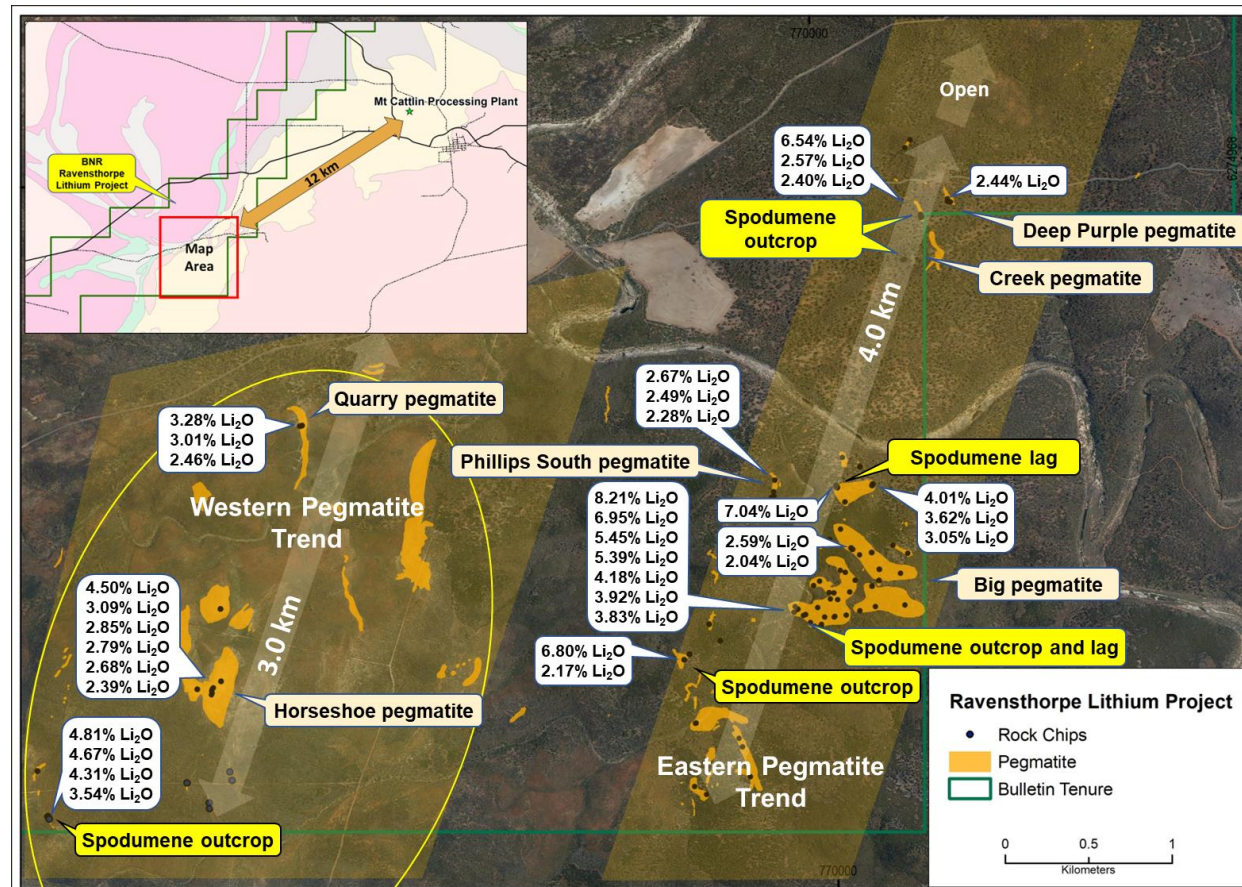 770000
Mt Cattlin Processing Plant
BNR
Ravensthorpe
Lithium Project
12 km
Map
Area
Open
6274000
6.54% Li₂O
2.57% Li₂O
2.40% Li₂O
2.44% Li₂O
Spodumene
outcrop
Deep Purple pegmatite
Creek pegmatite
4.0 km
Quarry pegmatite
3.28% Li₂O
3.01% Li₂O
2.46% Li₂O
Western Pegmatite
Trend
3.0 km
4.50% Li₂O
3.09% Li₂O
2.85% Li₂O
2.79% Li₂O
2.68% Li₂O
2.39% Li₂O
Horseshoe pegmatite
4.81% Li₂O
4.67% Li₂O
4.31% Li₂O
3.54% Li₂O
Spodumene outcrop
2.67% Li₂O
2.49% Li₂O
2.28% Li₂O
Phillips South pegmatite
Spodumene lag
7.04% Li₂O
4.01% Li₂O
3.62% Li₂O
3.05% Li₂O
8.21% Li₂O
6.95% Li₂O
5.45% Li₂O
5.39% Li₂O
4.18% Li₂O
3.92% Li₂O
3.83% Li₂O
2.59% Li₂O
2.04% Li₂O
Big pegmatite
Spodumene outcrop and lag
6.80% Li₂O
2.17% Li₂O
Spodumene outcrop
Eastern Pegmatite
Trend
770000
Ravensthorpe Lithium Project
Rock Chips
Pegmatite
Bulletin Tenure
0 0.5 1
Kilometers